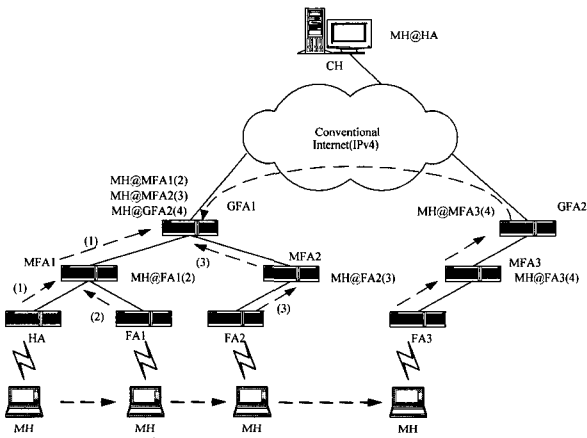 MH@HA
CH
Conventional
Internet(IPv4)
MH@MFA1(2)
MH@MFA2(3)
MH@GFA2(4)
GFA1
MH@MFA3(4)
GFA2
(1)
MFA1
(3)
MFA2
MFA3
MH@FA1(2)
MH@FA2(3)
MH@FA3(4)
(1)
(2)
(3)
HA
FA1
FA2
FA3
MH
MH
MH
MH